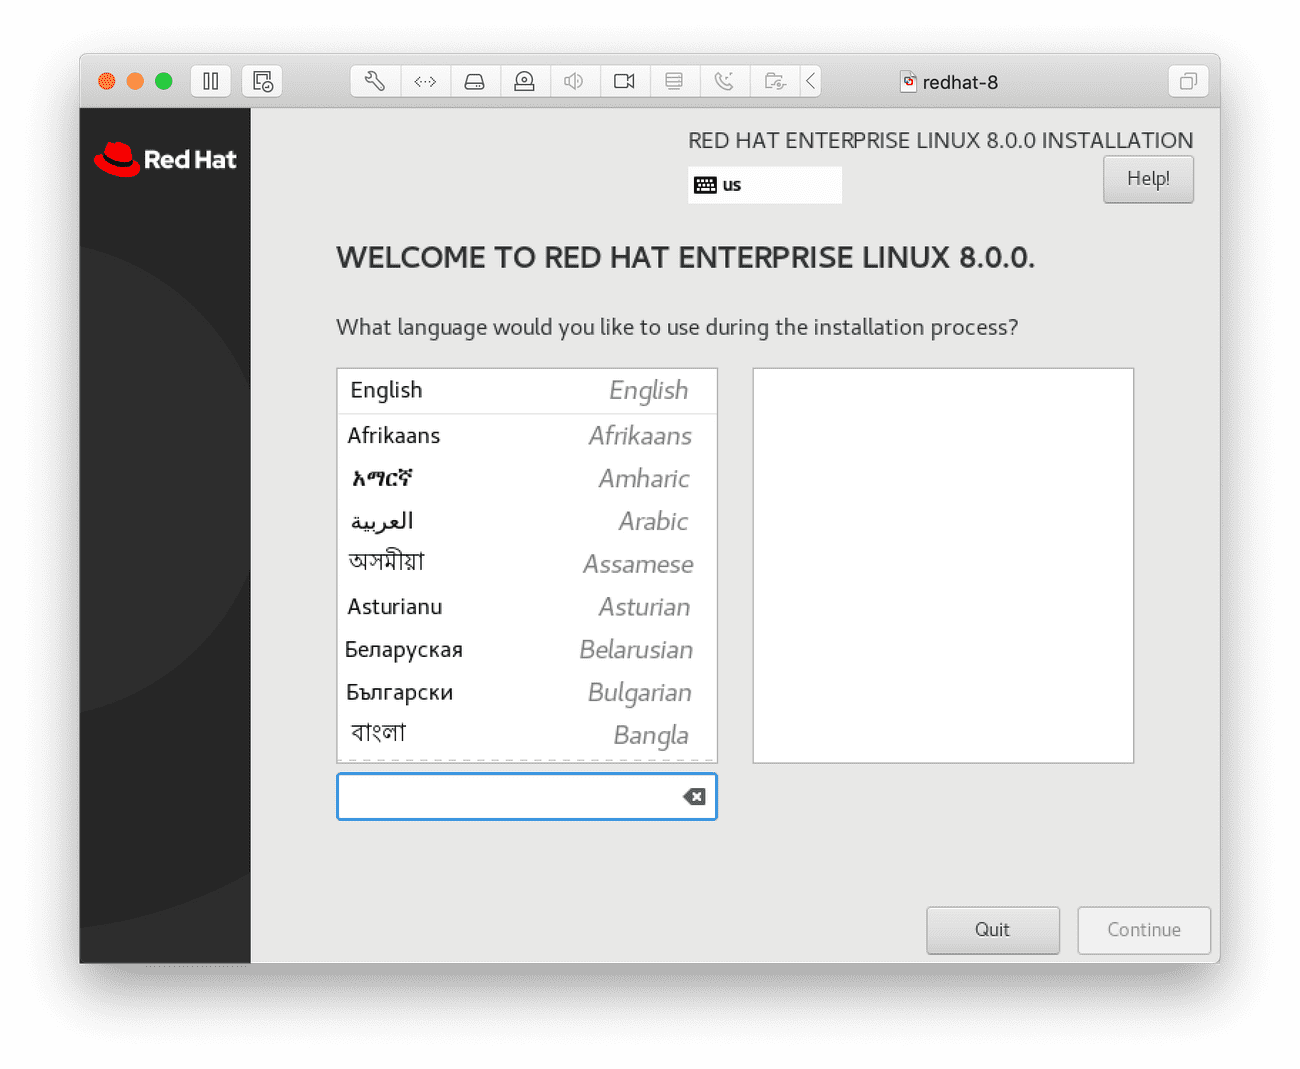 redhat-8
Red Hat
RED HAT ENTERPRISE LINUX 8.0.0 INSTALLATION
us
Help!
WELCOME TO RED HAT ENTERPRISE LINUX 8.0.0.
What language would you like to use during the installation process?
English English
Afrikaans Afrikaans
አማርኛ Amharic
العربية Arabic
অসমীয়া Assamese
Asturianu Asturian
Беларуская Belarusian
Български Bulgarian
বাংলা Bangla
Quit Continue